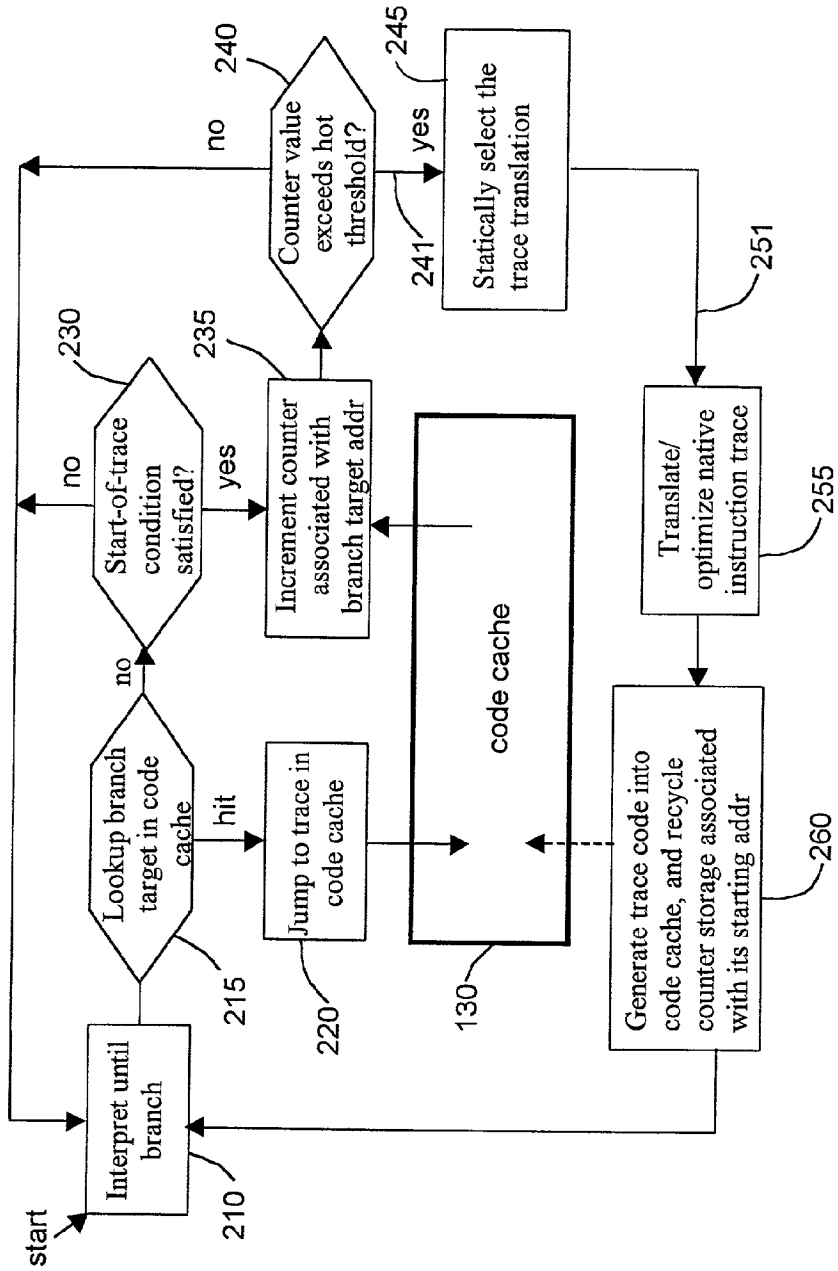 start
Interpret until
branch
210
Lookup branch
target in code
cache
215
no
hit
Jump to trace in
code cache
220
Start-of-trace
condition
satisfied?
230
no
yes
Increment counter
associated with
branch target addr
235
Counter value
exceeds hot
threshold?
240
no
yes
241
Statically select the
trace translation
245
251
code cache
130
Translate/
optimize native
instruction trace
255
Generate trace code into
code cache, and recycle
counter storage associated
with its starting addr
260